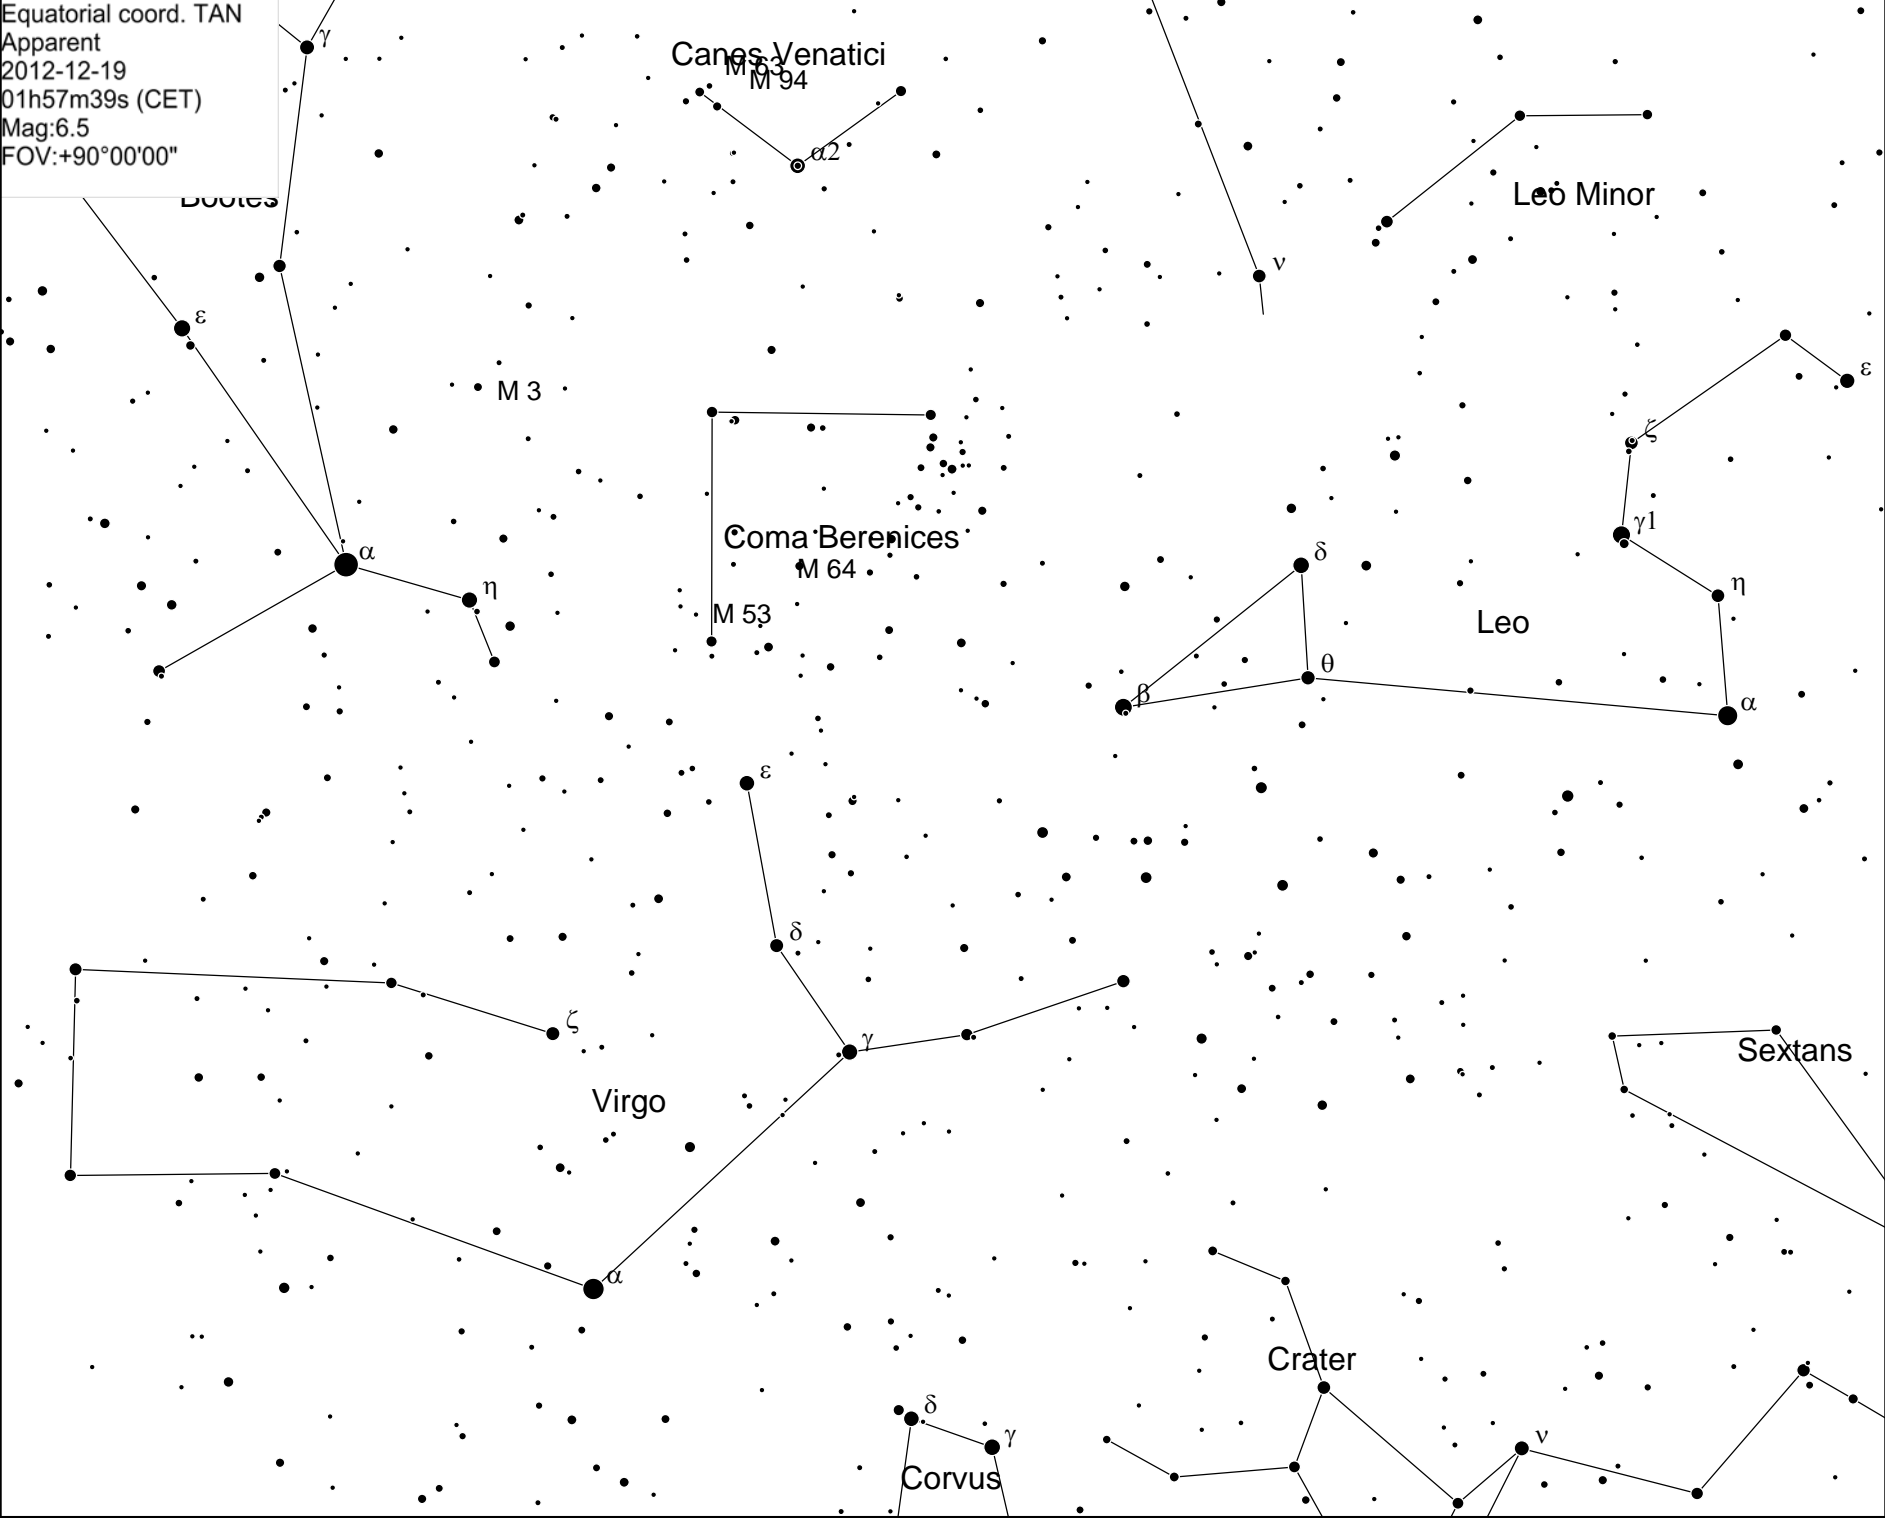 Equatorial coord. TAN
Apparent
2012-12-19
01h57m39s (CET)
Mag:6.5
FOV:+90°00'00"
γ
Canes Venatici
M 63
M 94
α2
Bootes
Leo Minor
ν
ε
ε
M 3
ζ
γ1
Coma Berenices
α
δ
M 64
η
η
M 53
Leo
θ
β
α
ε
δ
ζ
γ
Sextans
Virgo
α
Crater
δ
γ
ν
Corvus